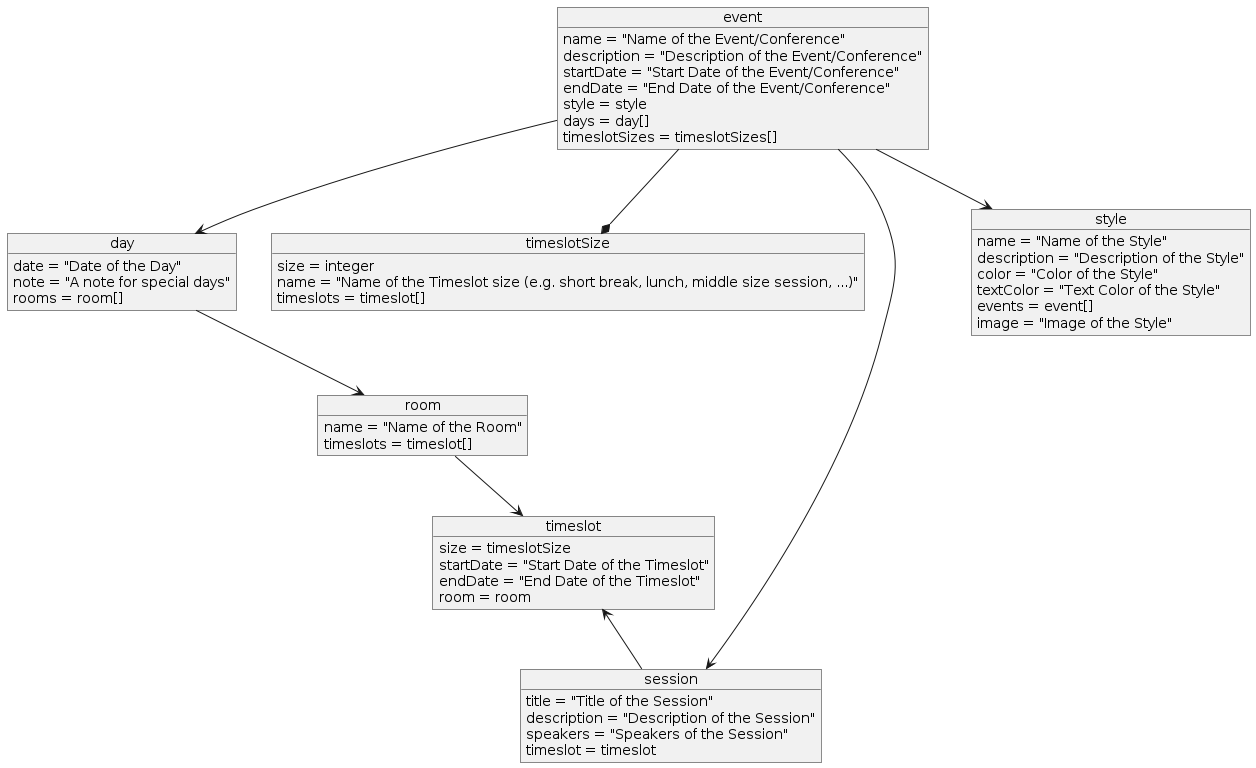 event
name = "Name of the Event/Conference"
description = "Description of the Event/Conference"
startDate = "Start Date of the Event/Conference"
endDate = "End Date of the Event/Conference"
style = style
days = day[]
timeslotSizes = timeslotSizes[]
day
date = "Date of the Day"
note = "A note for special days"
rooms = room[]
timeslotSize
size = integer
name = "Name of the Timeslot size (e.g. short break, lunch, middle size session, ...)"
timeslots = timeslot[]
style
name = "Name of the Style"
description = "Description of the Style"
color = "Color of the Style"
textColor = "Text Color of the Style"
events = event[]
image = "Image of the Style"
room
name = "Name of the Room"
timeslots = timeslot[]
timeslot
size = timeslotSize
startDate = "Start Date of the Timeslot"
endDate = "End Date of the Timeslot"
room = room
session
title = "Title of the Session"
description = "Description of the Session"
speakers = "Speakers of the Session"
timeslot = timeslot